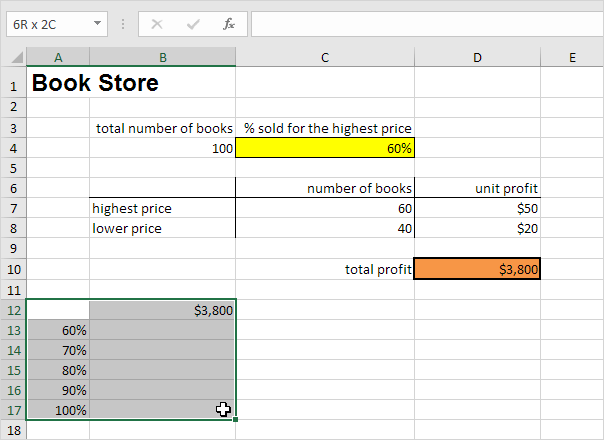 6R x 2C fx
A B C D E
1 Book Store
2
3 total number of books % sold for the highest price
4 100 60%
5
6 number of books unit profit
7 highest price 60 $50
8 lower price 40 $20
9
10 total profit $3,800
11
12 $3,800
13 60%
14 70%
15 80%
16 90%
17 100%
18